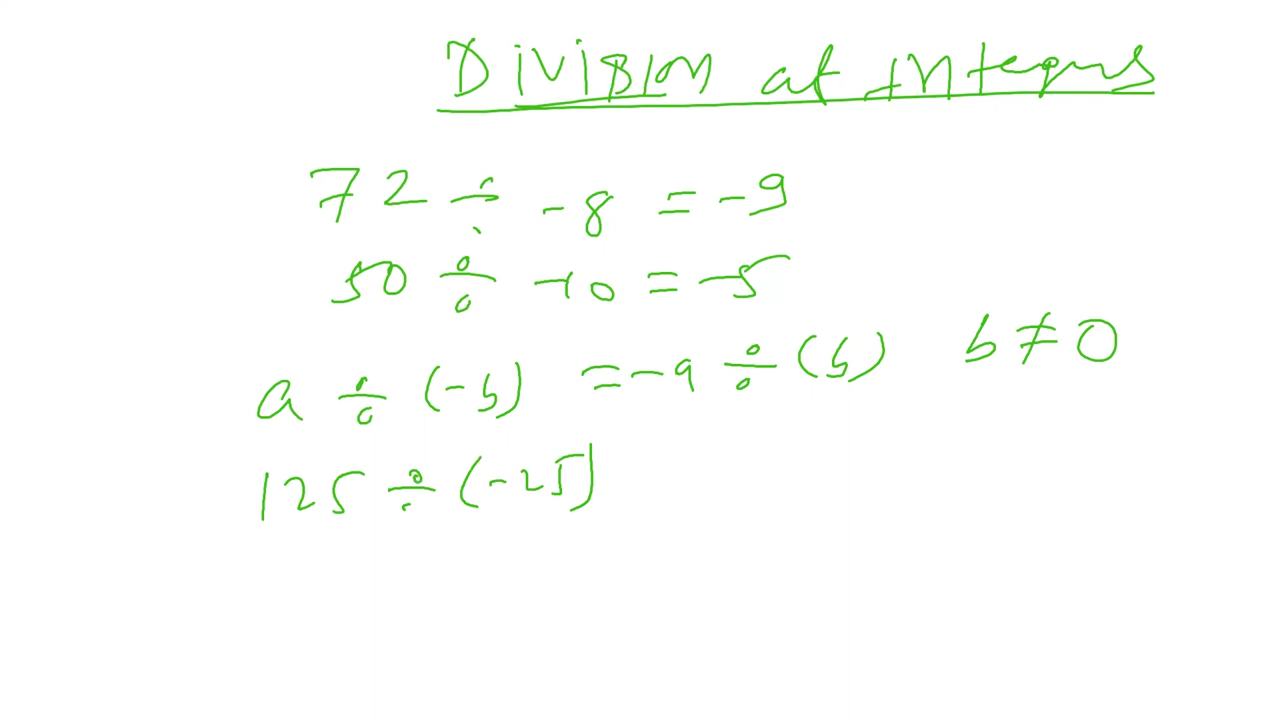 Division of Integers
72 ÷ -8 = -9
50 ÷ -10 = -5
a ÷ (-b) = -a ÷ (b) b ≠ 0
125 ÷ (-25)